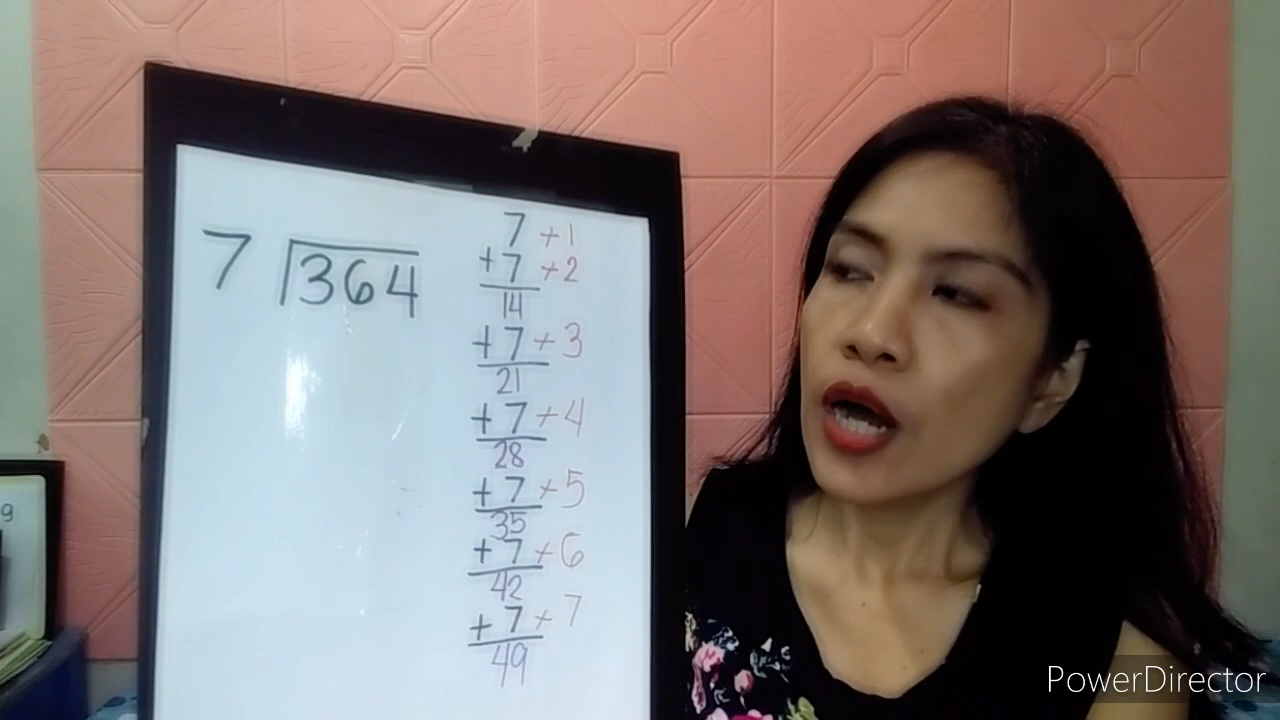 7 364
7 +1
+ 7 +2
14
+ 7 + 3
21
+ 7 + 4
28
+ 7 + 5
35
+ 7 + 6
42
+ 7 + 7
49
9
PowerDirector